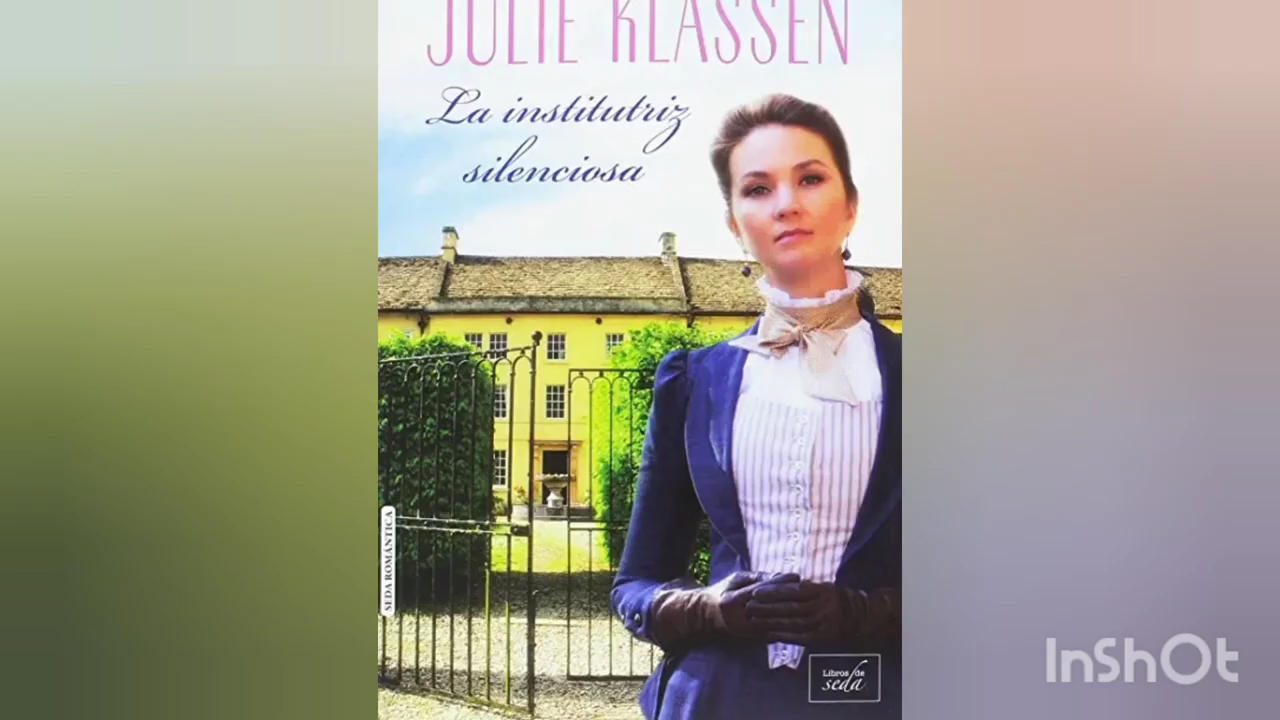 JULIE KLASSEN
La institutriz
silenciosa
SEDA ROMÁNTICA
Libros de
seda
InShOt